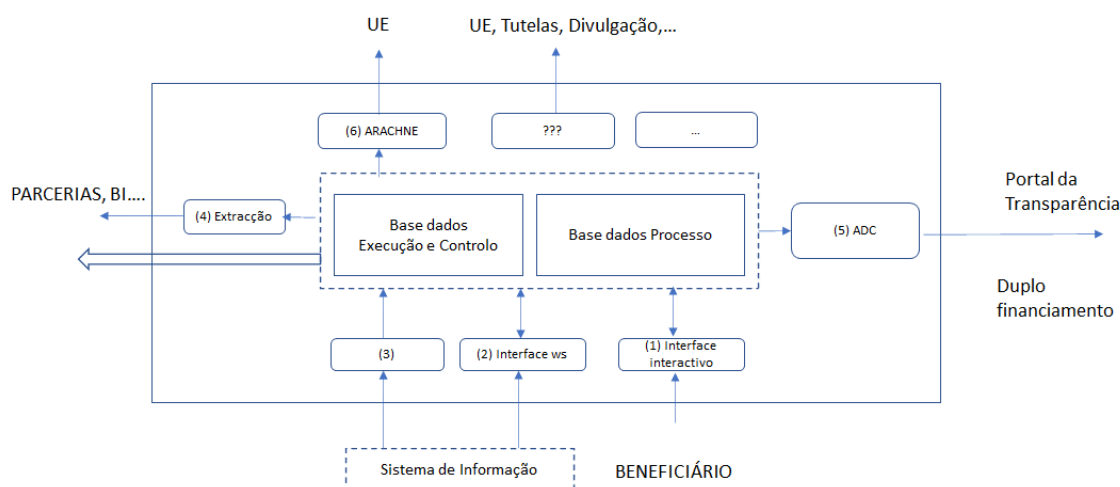 UE
UE, Tutelas, Divulgação,...
(6) ARACHNE
???
...
PARCERIAS, BI....
(4) Extracção
Base dados
Execução e Controlo
Base dados Processo
(5) ADC
Portal da
Transparência
Duplo
financiamento
(3)
(2) Interface ws
(1) Interface
interactivo
Sistema de Informação
BENEFICIÁRIO